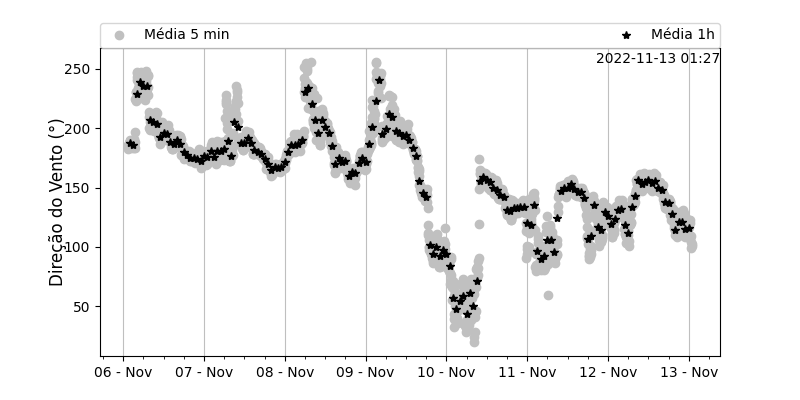 Média 5 min
Média 1h
2022-11-13 01:27
Direção do Vento (°)
250
200
150
100
50
06 - Nov
07 - Nov
08 - Nov
09 - Nov
10 - Nov
11 - Nov
12 - Nov
13 - Nov